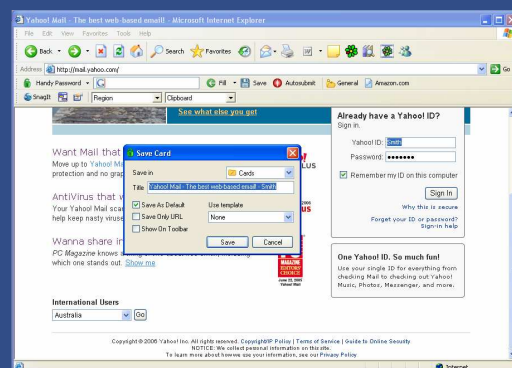 Yahoo! Mail - The best web-based email! - Microsoft Internet Explorer
File Edit View Favorites Tools Help
Back Search Favorites
Address http://mail.yahoo.com/ Go
Handy Password Fill Save Autosubmit General Amazon.com
SnagIt Region Clipboard
See what else you get
Already have a Yahoo! ID?
Sign in.
Yahoo! ID: Smith
Password:
Remember my ID on this computer
Sign In
Why this is secure
Forget your ID or password?
Sign-in help
One Yahoo! ID. So much fun!
Use your single ID for everything from
checking Mail to checking out Yahoo!
Music, Photos, Messenger, and more.
Want Mail that
Move up to Yahoo! Ma
protection and no grap
AntiVirus that W
Your Yahoo! Mail scan
help keep nasty viruse
Wanna share in
PC Magazine knows a
which one stands out. Show me
Save Card
Save in Cards
Title Yahoo! Mail - The best web-based email! - Smith
Save As Default Use template
Save Only URL None
Show On Toolbar
Save Cancel
PLUS
MAGAZINE
EDITORS'
CHOICE
Yahoo! Mail
International Users
Australia Go
Copyright © 2006 Yahoo! Inc. All rights reserved. Copyright/IP Policy | Terms of Service | Guide to Online Security
NOTICE: We collect personal information on this site.
To learn more about how we use your information, see our Privacy Policy
Internet